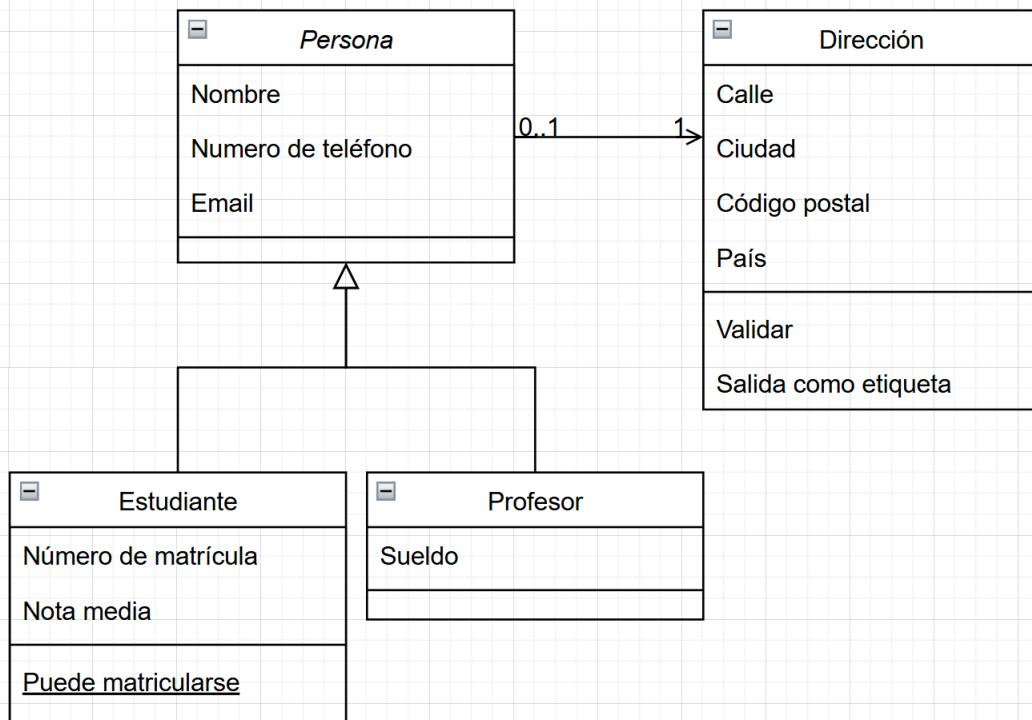 Persona
Nombre
Numero de teléfono
Email
0..1
1
Dirección
Calle
Ciudad
Código postal
País
Validar
Salida como etiqueta
Estudiante
Número de matrícula
Nota media
Puede matricularse
Profesor
Sueldo